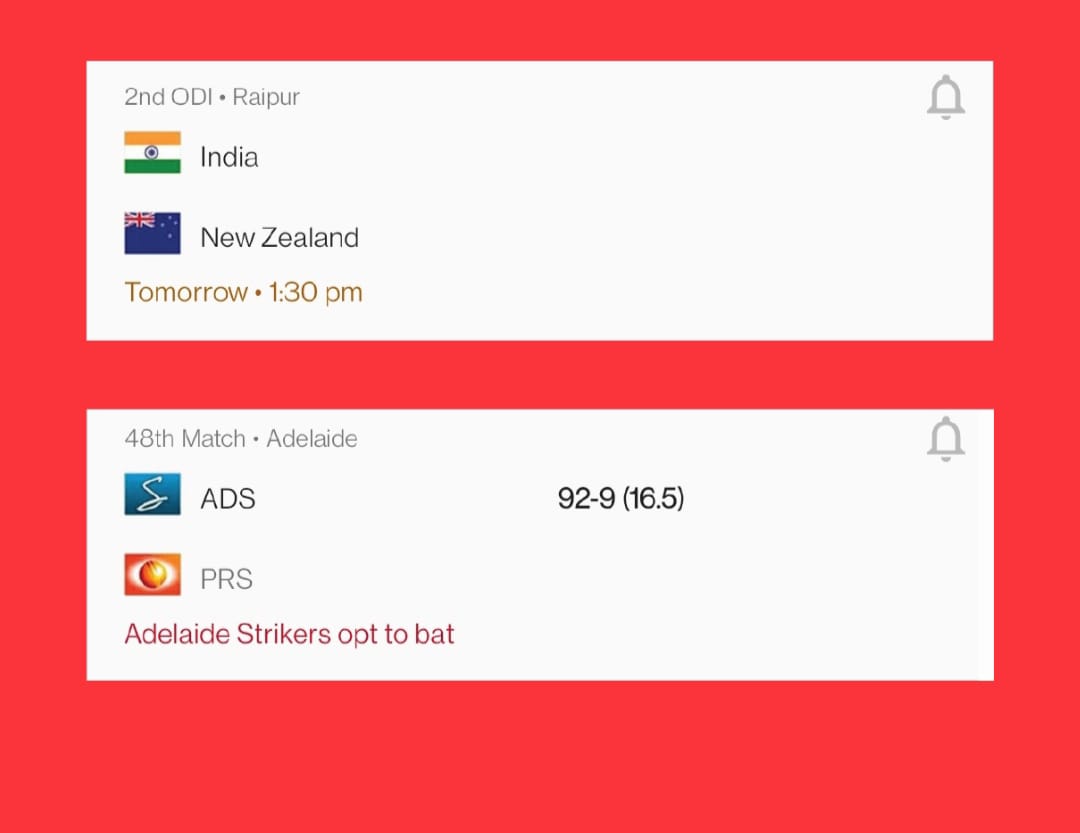 2nd ODI • Raipur
India
New Zealand
Tomorrow • 1:30 pm
48th Match • Adelaide
ADS 92-9 (16.5)
PRS
Adelaide Strikers opt to bat